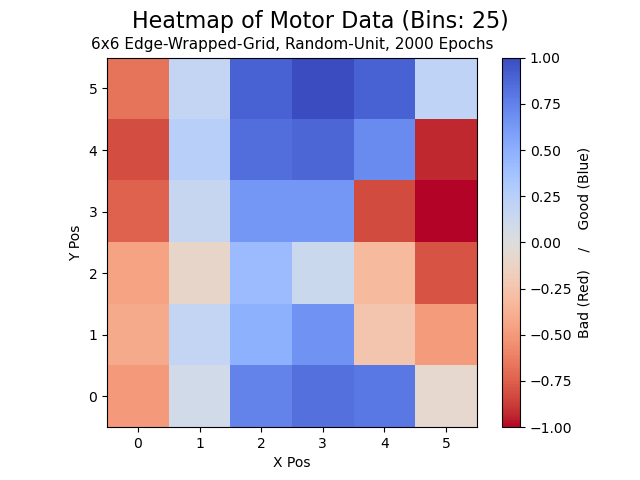 Heatmap of Motor Data (Bins: 25)
6x6 Edge-Wrapped-Grid, Random-Unit, 2000 Epochs
5
4
3
2
1
0
Y Pos
0 1 2 3 4 5
X Pos
1.00
0.75
0.50
0.25
0.00
−0.25
−0.50
−0.75
−1.00
Bad (Red) / Good (Blue)